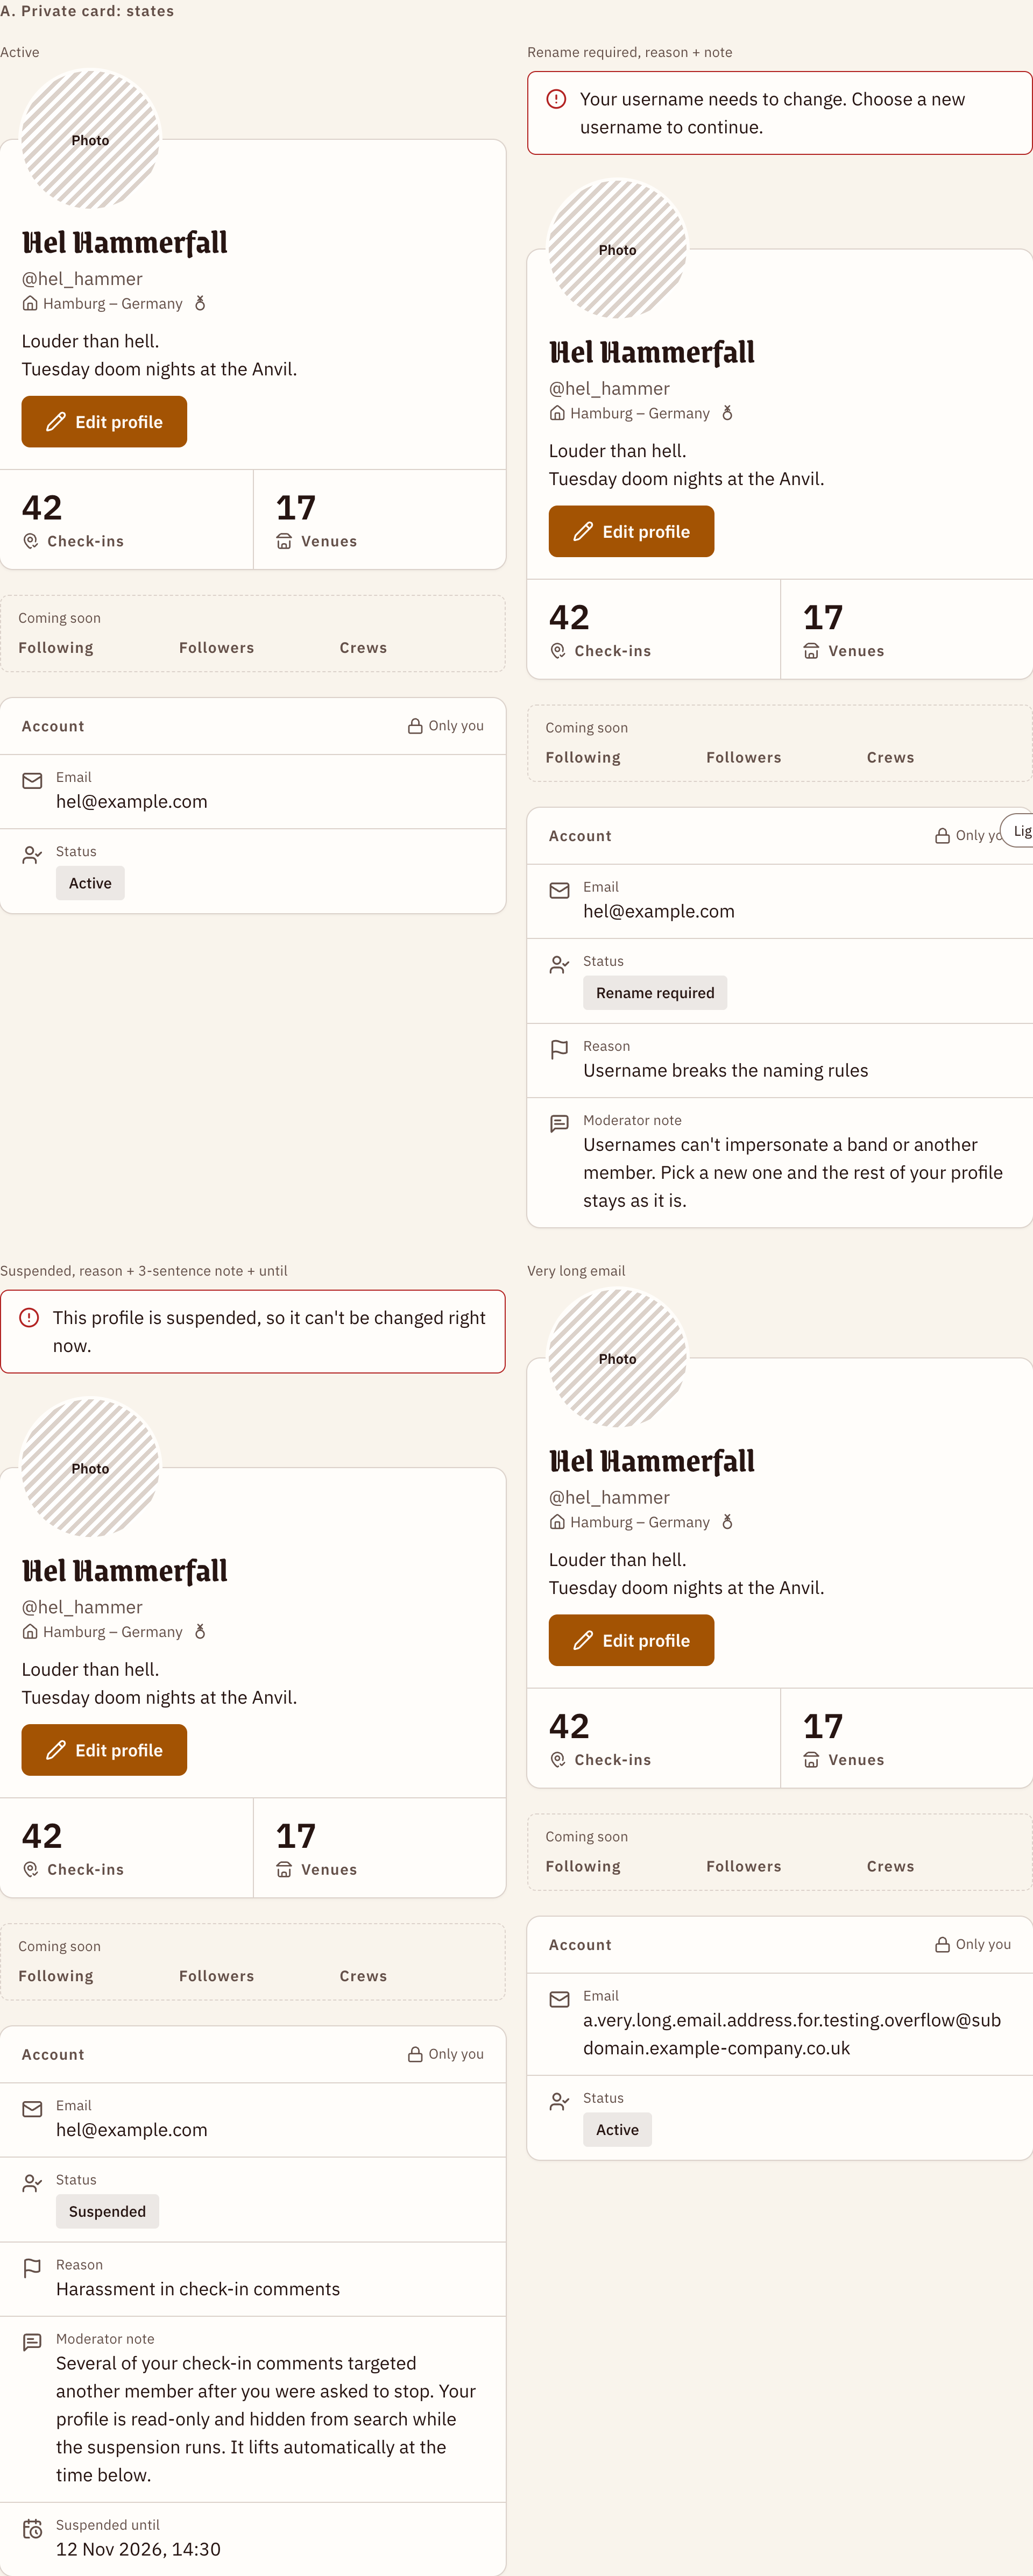 A. Private card: states
Active
Photo
Hel Hammerfall
@hel_hammer
Hamburg – Germany
Louder than hell.
Tuesday doom nights at the Anvil.
Edit profile
42
Check-ins
17
Venues
Coming soon
Following
Followers
Crews
Account
Only you
Email
hel@example.com
Status
Active
Rename required, reason + note
Your username needs to change. Choose a new
username to continue.
Photo
Hel Hammerfall
@hel_hammer
Hamburg – Germany
Louder than hell.
Tuesday doom nights at the Anvil.
Edit profile
42
Check-ins
17
Venues
Coming soon
Following
Followers
Crews
Account
Only yo
Lig
Email
hel@example.com
Status
Rename required
Reason
Username breaks the naming rules
Moderator note
Usernames can't impersonate a band or another
member. Pick a new one and the rest of your profile
stays as it is.
Suspended, reason + 3-sentence note + until
This profile is suspended, so it can't be changed right
now.
Photo
Hel Hammerfall
@hel_hammer
Hamburg – Germany
Louder than hell.
Tuesday doom nights at the Anvil.
Edit profile
42
Check-ins
17
Venues
Coming soon
Following
Followers
Crews
Account
Only you
Email
hel@example.com
Status
Suspended
Reason
Harassment in check-in comments
Moderator note
Several of your check-in comments targeted
another member after you were asked to stop. Your
profile is read-only and hidden from search while
the suspension runs. It lifts automatically at the
time below.
Suspended until
12 Nov 2026, 14:30
Very long email
Photo
Hel Hammerfall
@hel_hammer
Hamburg – Germany
Louder than hell.
Tuesday doom nights at the Anvil.
Edit profile
42
Check-ins
17
Venues
Coming soon
Following
Followers
Crews
Account
Only you
Email
a.very.long.email.address.for.testing.overflow@sub
domain.example-company.co.uk
Status
Active